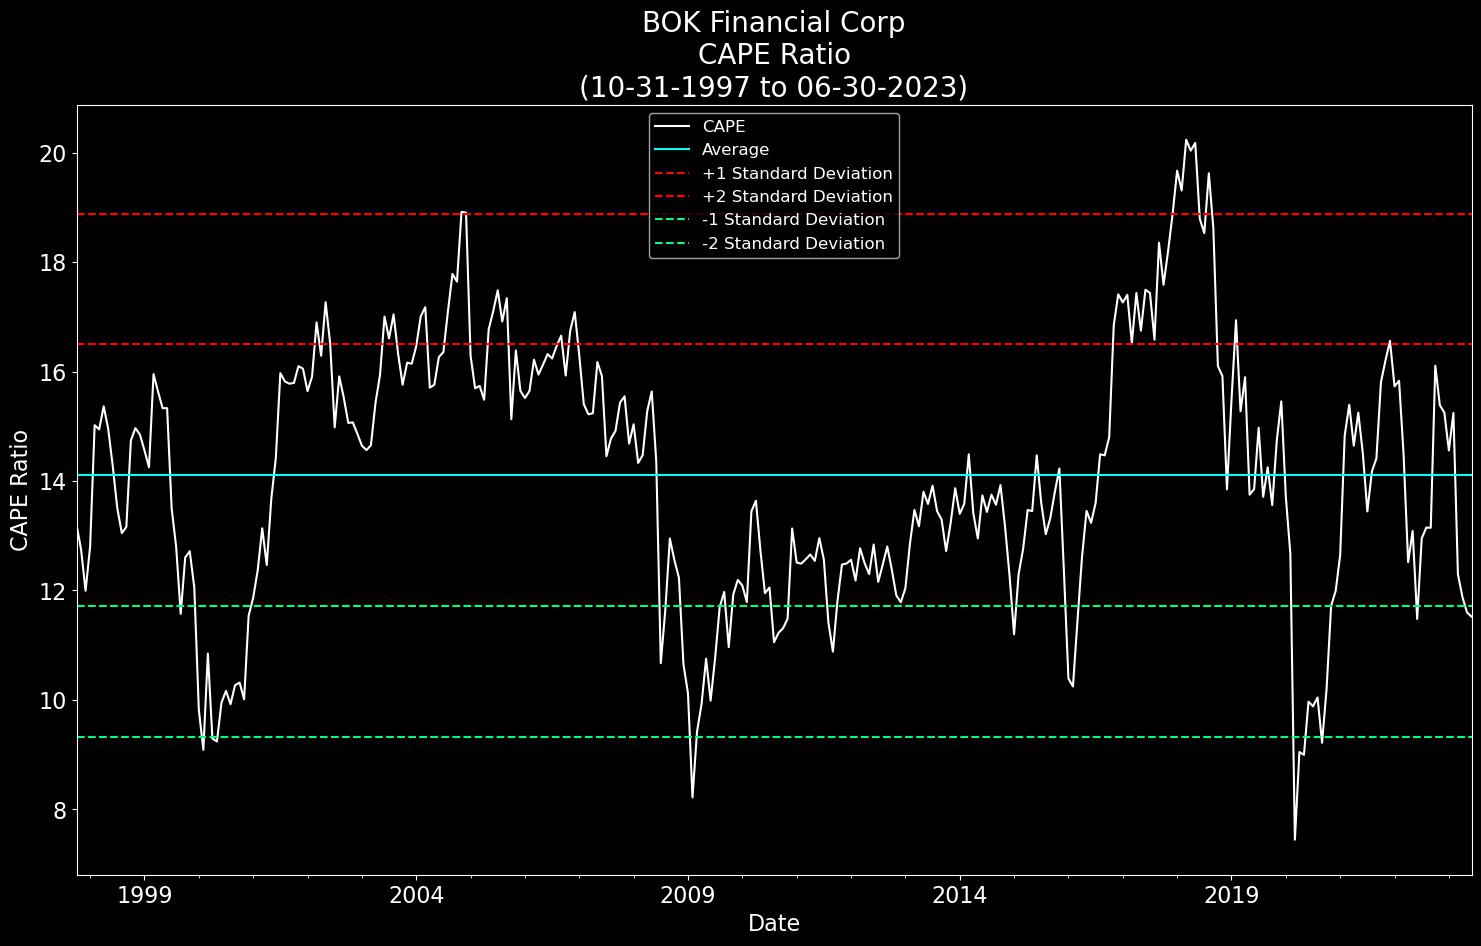 BOK Financial Corp
CAPE Ratio
(10-31-1997 to 06-30-2023)
CAPE
Average
+1 Standard Deviation
+2 Standard Deviation
-1 Standard Deviation
-2 Standard Deviation
CAPE Ratio
20
18
16
14
12
10
8
1999 2004 2009 2014 2019
Date